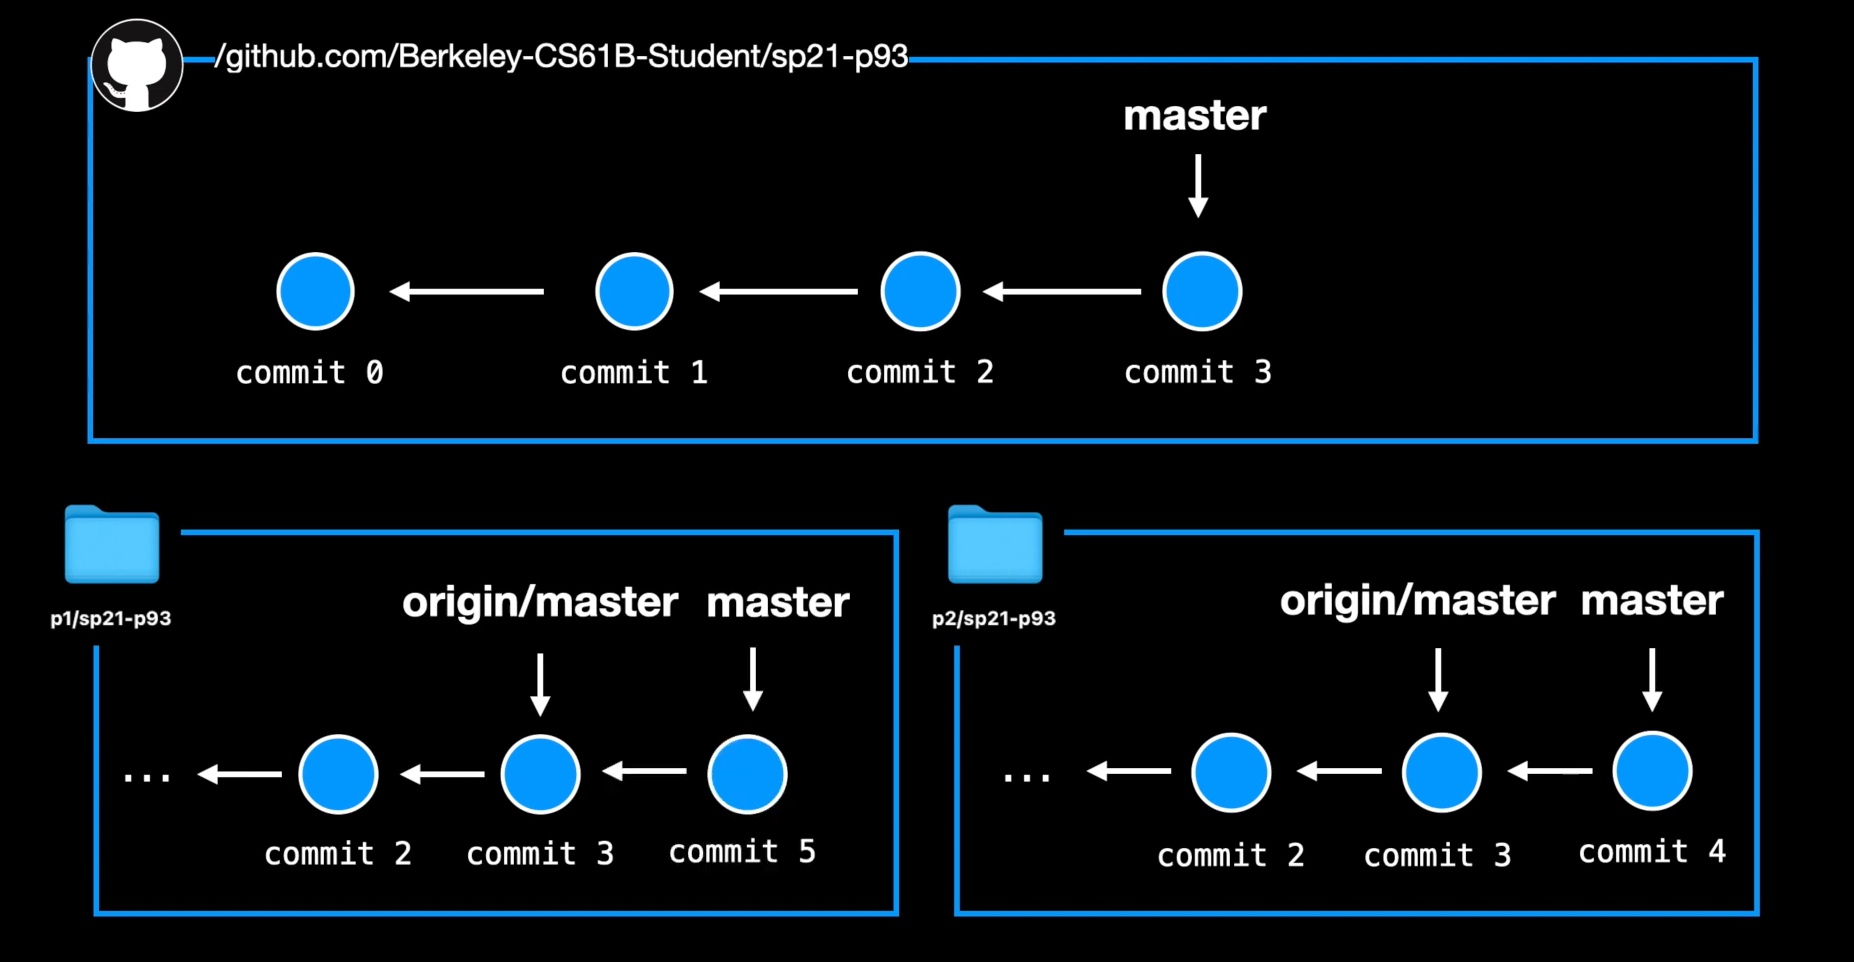 /github.com/Berkeley-CS61B-Student/sp21-p93
master
commit 0 commit 1 commit 2 commit 3
p1/sp21-p93
origin/master master
...
commit 2 commit 3 commit 5
p2/sp21-p93
origin/master master
...
commit 2 commit 3 commit 4